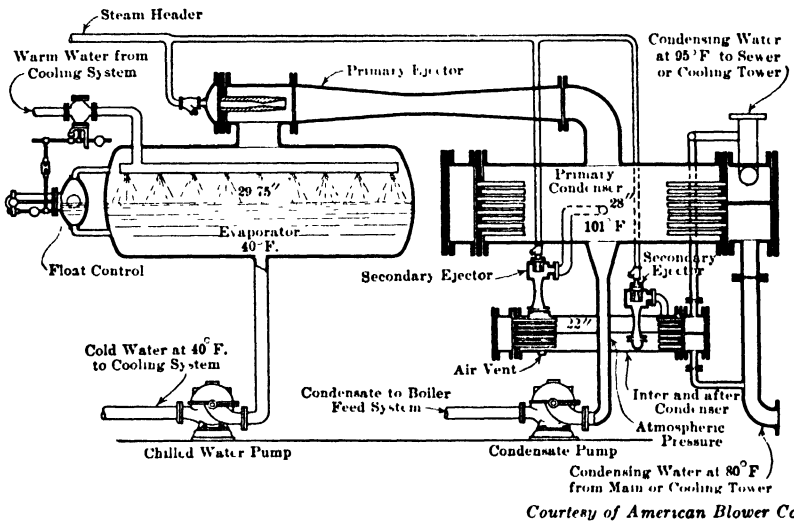 Steam Header
Warm Water from
Cooling System
Primary Ejector
Condensing Water
at 95°F to Sewer
or Cooling Tower
29 75"
Evaporator
40°F.
Primary
Condenser
28"
101°F
Float Control
Secondary Ejector
Secondary
Ejector
22"
Cold Water at 40°F.
to Cooling System
Air Vent
Condensate to Boiler
Feed System
Inter and after
Condenser
Atmospheric
Pressure
Chilled Water Pump
Condensate Pump
Condensing Water at 80°F
from Main or Cooling Tower
Courtesy of American Blower Co